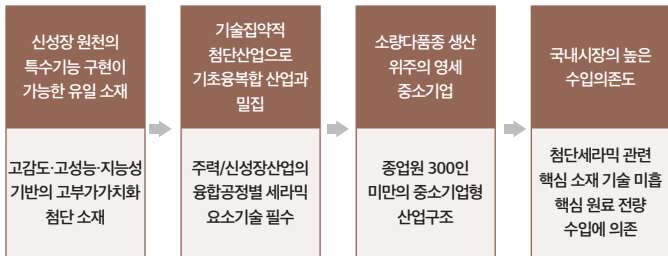 신성장 원천의
특수기능 구현이
가능한 유일 소재
고감도·고성능·지능성
기반의 고부가가치화
첨단 소재
기술집약적
첨단산업으로
기초융복합 산업과
밀집
주력/신성장산업의
융합공정별 세라믹
요소기술 필수
소량다품종 생산
위주의 영세
중소기업
종업원 300인
미만의 중소기업형
산업구조
국내시장의 높은
수입의존도
첨단세라믹 관련
핵심 소재 기술 미흡
핵심 원료 전량
수입에 의존